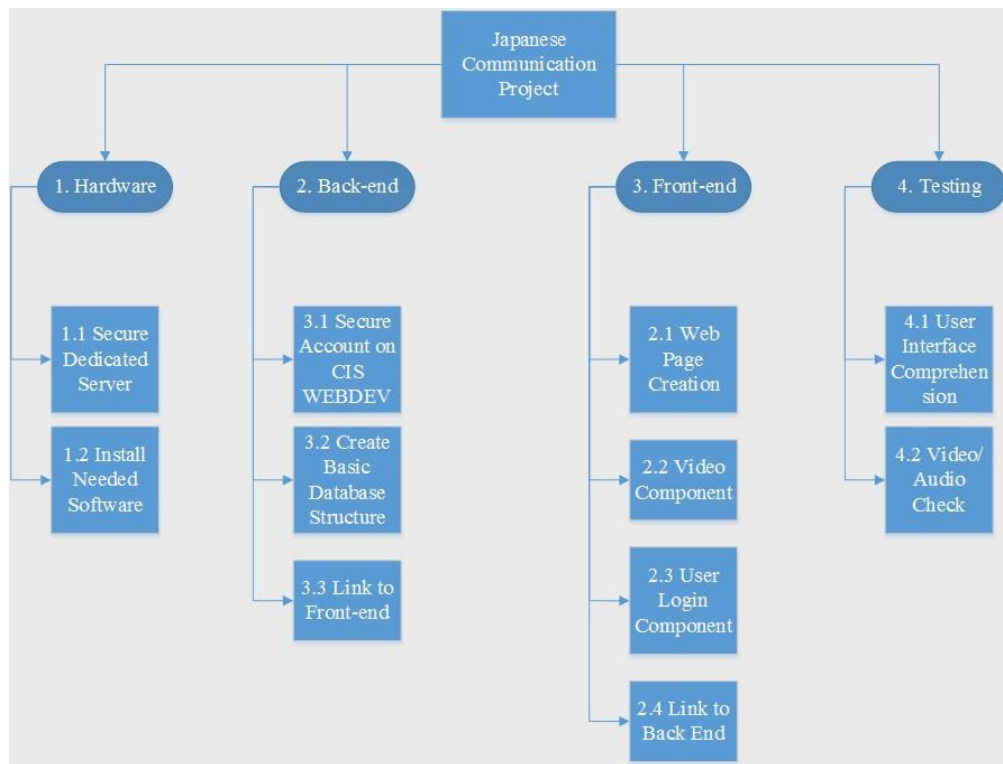 Japanese
Communication
Project
1. Hardware
2. Back-end
3. Front-end
4. Testing
1.1 Secure
Dedicated
Server
1.2 Install
Needed
Software
3.1 Secure
Account on
CIS
WEBDEV
3.2 Create
Basic
Database
Structure
3.3 Link to
Front-end
2.1 Web
Page
Creation
2.2 Video
Component
2.3 User
Login
Component
2.4 Link to
Back End
4.1 User
Interface
Comprehen
sion
4.2 Video/
Audio
Check